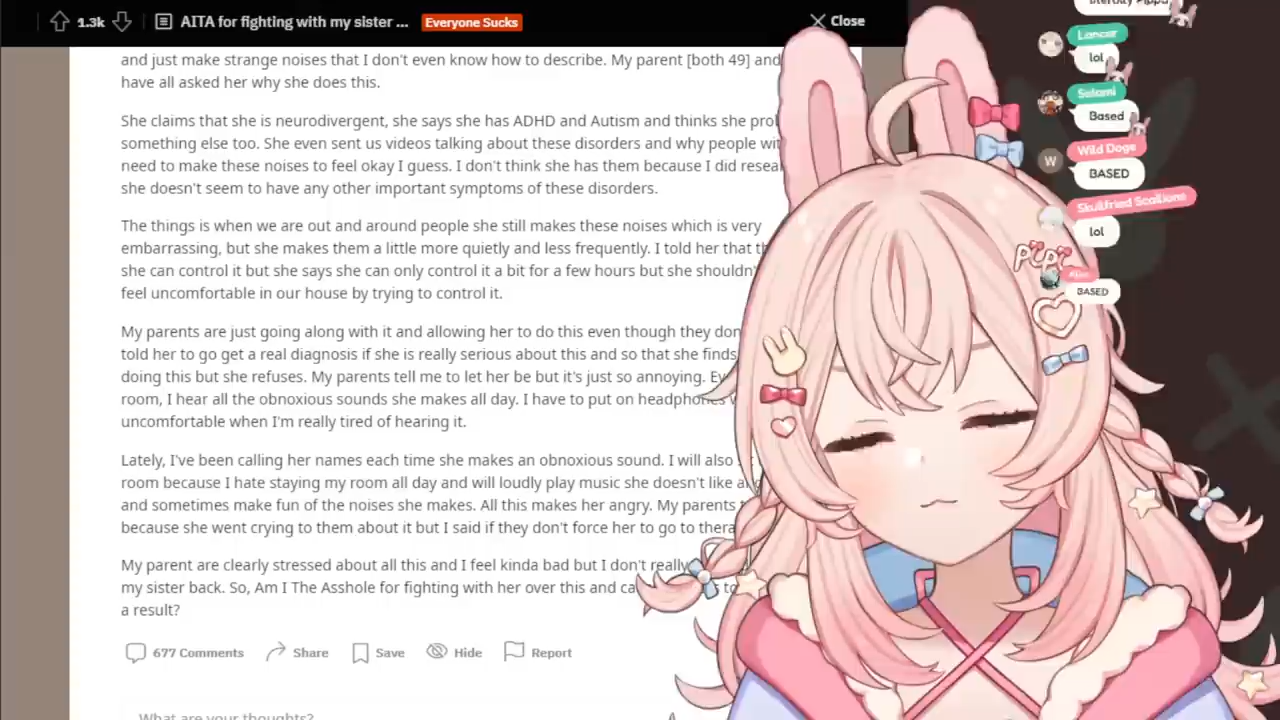 1.3k AITA for fighting with my sister ... Everyone Sucks Close
and just make strange noises that I don't even know how to describe. My parent [both 49] and
have all asked her why she does this.
She claims that she is neurodivergent, she says she has ADHD and Autism and thinks she
something else too. She even sent us videos talking about these disorders and why people
need to make these noises to feel okay I guess. I don't think she has them because I did
she doesn't seem to have any other important symptoms of these disorders.
The things is when we are out and around people she still makes these noises which is very
embarrassing, but she makes them a little more quietly and less frequently. I told her that
she can control it but she says she can only control it a bit for a few hours but she
feel uncomfortable in our house by trying to control it.
My parents are just going along with it and allowing her to do this even though they
told her to go get a real diagnosis if she is really serious about this and so that she finds
doing this but she refuses. My parents tell me to let her be but it's just so annoying.
room, I hear all the obnoxious sounds she makes all day. I have to put on headphones
uncomfortable when I'm really tired of hearing it.
Lately, I've been calling her names each time she makes an obnoxious sound. I will also
room because I hate staying my room all day and will loudly play music she doesn't like
and sometimes make fun of the noises she makes. All this makes her angry. My parents
because she went crying to them about it but I said if they don't force her to go to
My parent are clearly stressed about all this and I feel kinda bad but I don't really
my sister back. So, Am I The Asshole for fighting with her over this and
a result?
677 Comments Share Save Hide Report
What are your thoughts?
Lancer
lol
Salami
Based
W
Wild Doge
BASED
Skullfried Scallions
lol
BASED
pipi